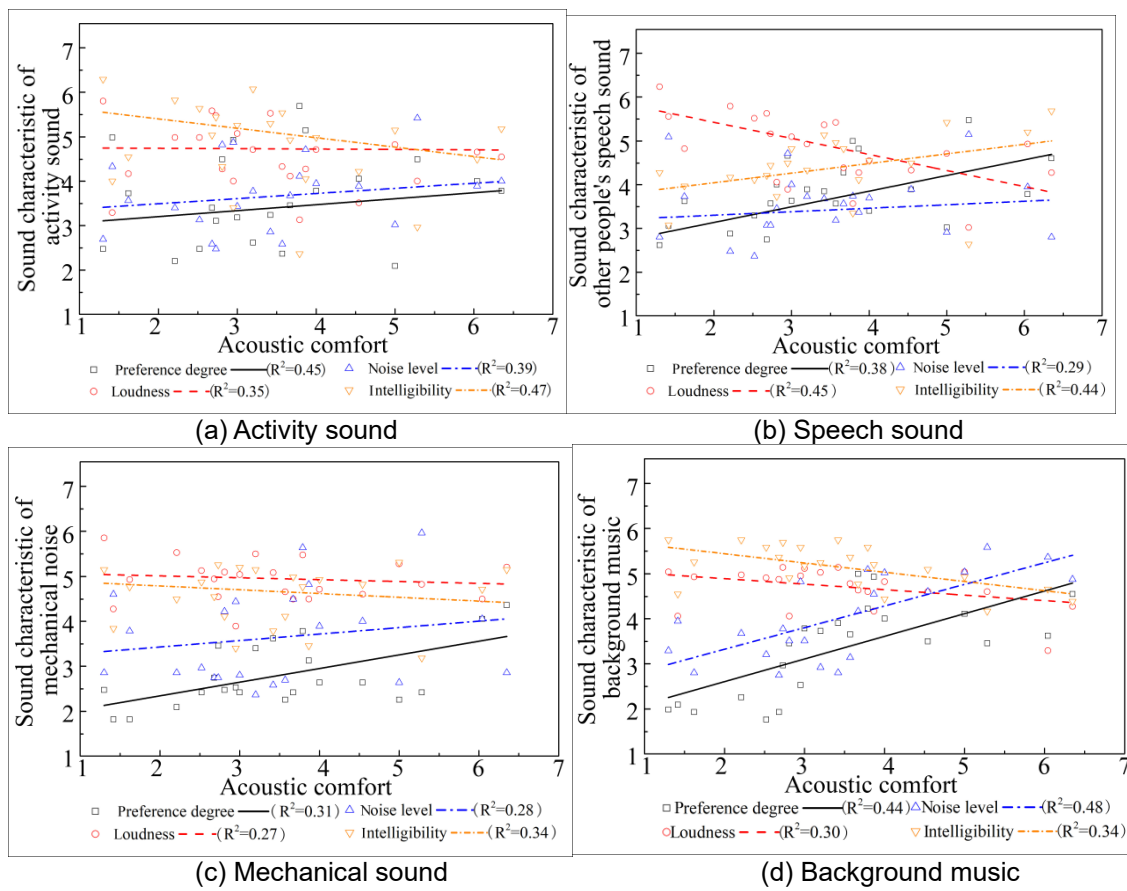 Sound characteristic of
activity sound
7
6
5
4
3
2
1
1 2 3 4 5 6 7
Acoustic comfort
Preference degree (R²=0.45) Noise level (R²=0.39)
Loudness (R²=0.35) Intelligibility (R²=0.47)
(a) Activity sound
Sound characteristic of
other people's speech sound
7
6
5
4
3
2
1
1 2 3 4 5 6 7
Acoustic comfort
Preference degree (R²=0.38) Noise level (R²=0.29)
Loudness (R²=0.45) Intelligibility (R²=0.44)
(b) Speech sound
Sound characteristic of
mechanical noise
7
6
5
4
3
2
1
1 2 3 4 5 6 7
Acoustic comfort
Preference degree (R²=0.31) Noise level (R²=0.28)
Loudness (R²=0.27) Intelligibility (R²=0.34)
(c) Mechanical sound
Sound characteristic of
background music
7
6
5
4
3
2
1
1 2 3 4 5 6 7
Acoustic comfort
Preference degree (R²=0.44) Noise level (R²=0.48)
Loudness (R²=0.30) Intelligibility (R²=0.34)
(d) Background music